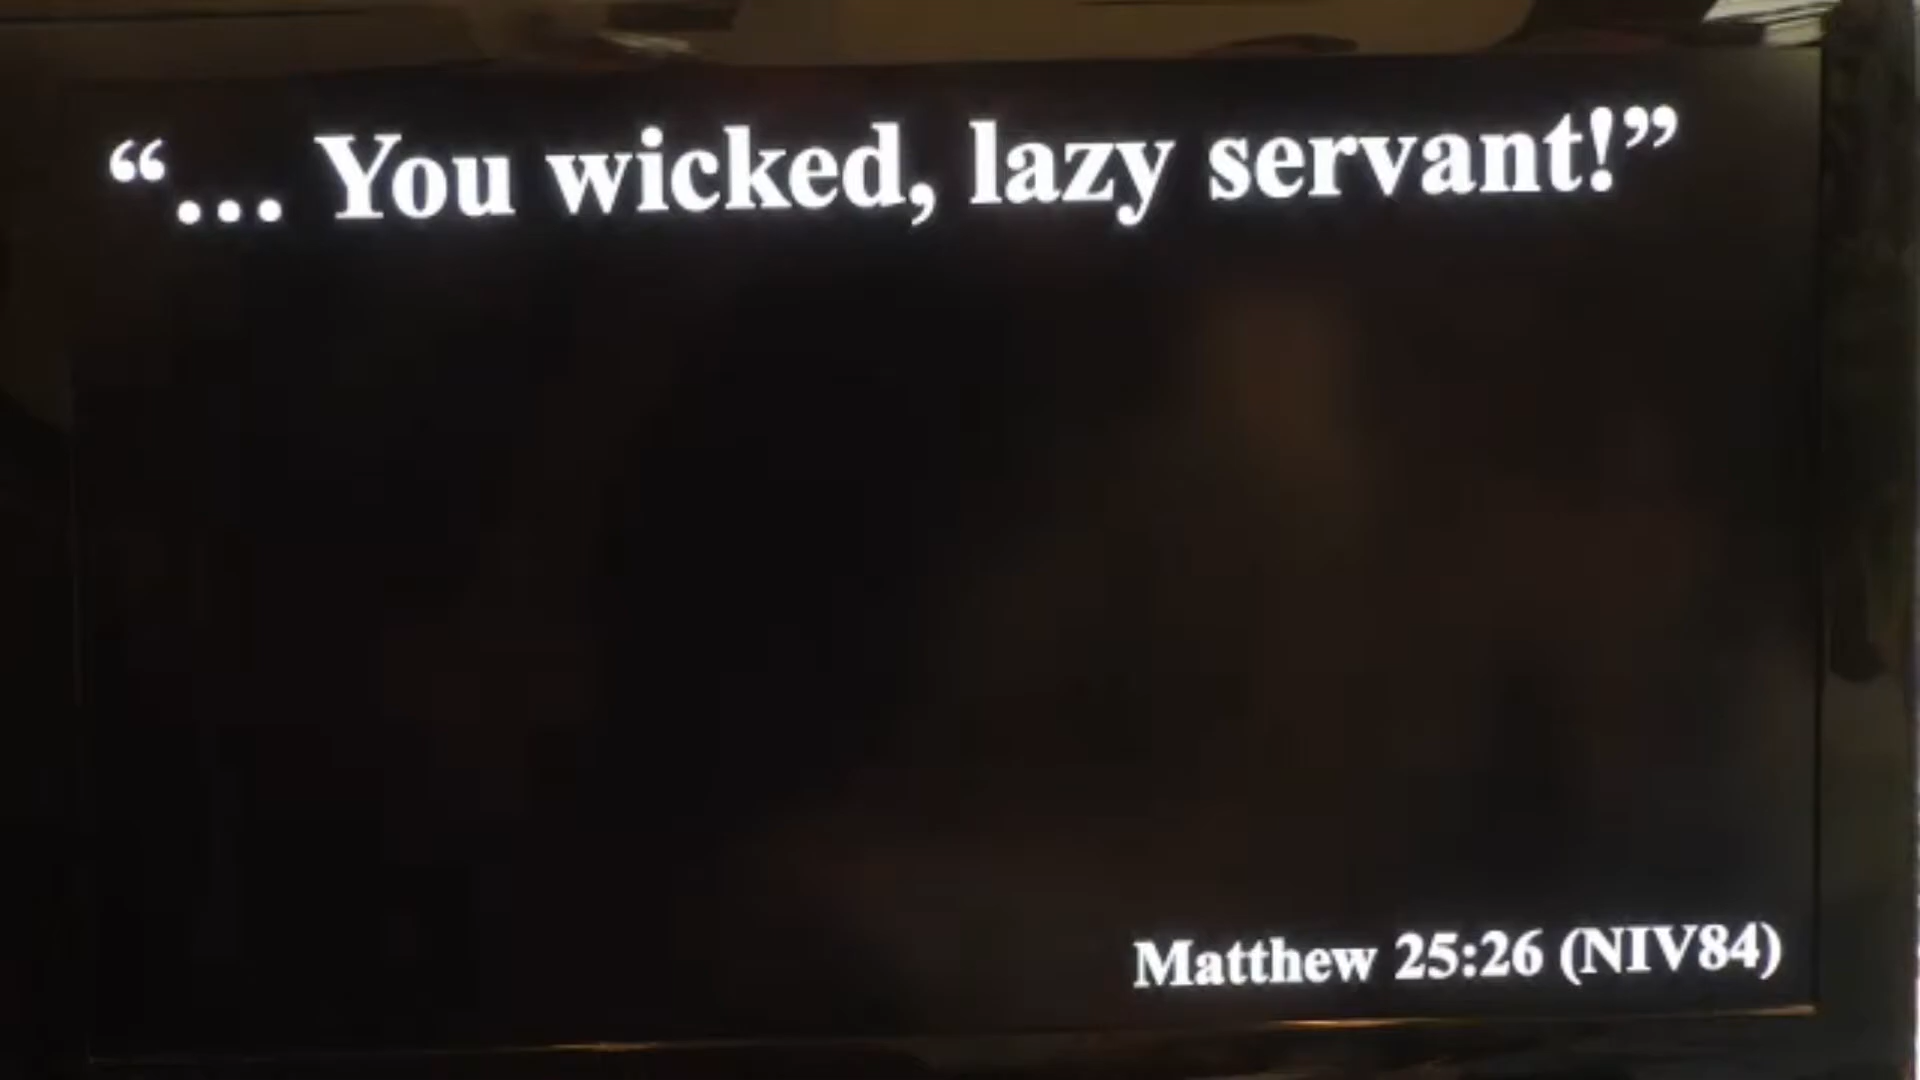 “… You wicked, lazy servant!”
Matthew 25:26 (NIV84)